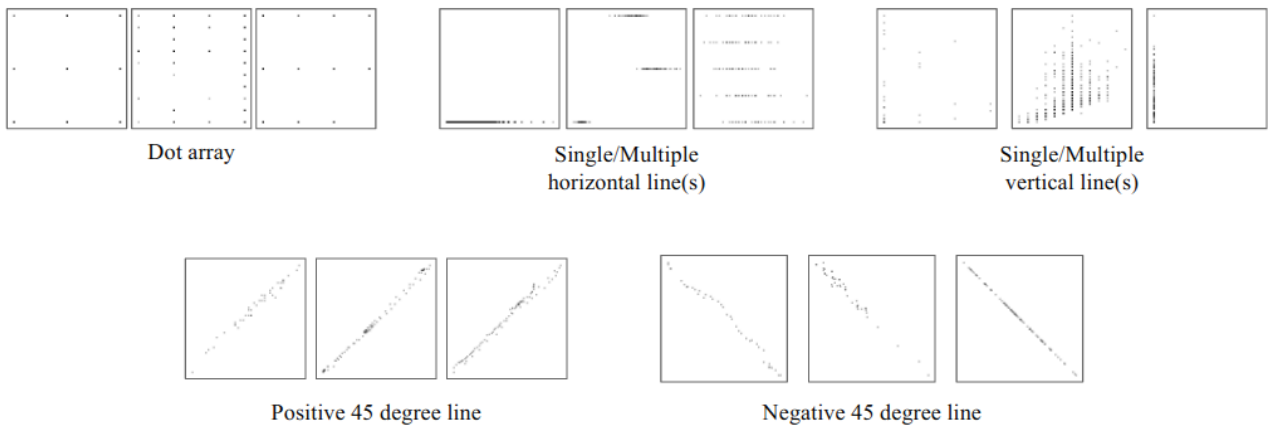 Dot array
Single/Multiple
horizontal line(s)
Single/Multiple
vertical line(s)
Positive 45 degree line
Negative 45 degree line